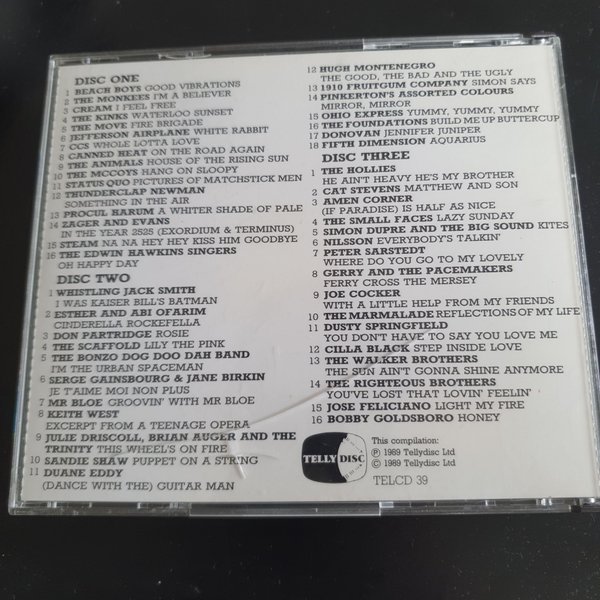 DISC ONE
1 BEACH BOYS GOOD VIBRATIONS
2 THE MONKEES I'M A BELIEVER
3 CREAM I FEEL FREE
4 THE KINKS WATERLOO SUNSET
5 THE MOVE FIRE BRIGADE
6 JEFFERSON AIRPLANE WHITE RABBIT
7 CCS WHOLE LOTTA LOVE
8 CANNED HEAT ON THE ROAD AGAIN
9 THE ANIMALS HOUSE OF THE RISING SUN
10 THE MCCOYS HANG ON SLOOPY
11 STATUS QUO PICTURES OF MATCHSTICK MEN
12 THUNDERCLAP NEWMAN
SOMETHING IN THE AIR
13 PROCUL HARUM A WHITER SHADE OF PALE
14 ZAGER AND EVANS
IN THE YEAR 2525 (EXORDIUM & TERMINUS)
15 STEAM NA NA HEY HEY KISS HIM GOODBYE
16 THE EDWIN HAWKINS SINGERS
OH HAPPY DAY
DISC TWO
1 WHISTLING JACK SMITH
I WAS KAISER BILL'S BATMAN
2 ESTHER AND ABI OFARIM
CINDERELLA ROCKEFELLA
3 DON PARTRIDGE ROSIE
4 THE SCAFFOLD LILY THE PINK
5 THE BONZO DOG DOO DAH BAND
I'M THE URBAN SPACEMAN
6 SERGE GAINSBOURG & JANE BIRKIN
JE T'AIME MOI NON PLUS
7 MR BLOE GROOVIN' WITH MR BLOE
8 KEITH WEST
EXCERPT FROM A TEENAGE OPERA
9 JULIE DRISCOLL, BRIAN AUGER AND THE
TRINITY THIS WHEEL'S ON FIRE
10 SANDIE SHAW PUPPET ON A STRING
11 DUANE EDDY
(DANCE WITH THE) GUITAR MAN
12 HUGH MONTENEGRO
THE GOOD, THE BAD AND THE UGLY
13 1910 FRUITGUM COMPANY SIMON SAYS
14 PINKERTON'S ASSORTED COLOURS
MIRROR, MIRROR
15 OHIO EXPRESS YUMMY, YUMMY, YUMMY
16 THE FOUNDATIONS BUILD ME UP BUTTERCUP
17 DONOVAN JENNIFER JUNIPER
18 FIFTH DIMENSION AQUARIUS
DISC THREE
1 THE HOLLIES
HE AIN'T HEAVY HE'S MY BROTHER
2 CAT STEVENS MATTHEW AND SON
3 AMEN CORNER
(IF PARADISE) IS HALF AS NICE
4 THE SMALL FACES LAZY SUNDAY
5 SIMON DUPRE AND THE BIG SOUND KITES
6 NILSSON EVERYBODY'S TALKIN'
7 PETER SARSTEDT
WHERE DO YOU GO TO MY LOVELY
8 GERRY AND THE PACEMAKERS
FERRY CROSS THE MERSEY
9 JOE COCKER
WITH A LITTLE HELP FROM MY FRIENDS
10 THE MARMALADE REFLECTIONS OF MY LIFE
11 DUSTY SPRINGFIELD
YOU DON'T HAVE TO SAY YOU LOVE ME
12 CILLA BLACK STEP INSIDE LOVE
13 THE WALKER BROTHERS
THE SUN AIN'T GONNA SHINE ANYMORE
14 THE RIGHTEOUS BROTHERS
YOU'VE LOST THAT LOVIN' FEELIN'
15 JOSE FELICIANO LIGHT MY FIRE
16 BOBBY GOLDSBORO HONEY
TELLY DISC
This compilation:
℗ 1989 Tellydisc Ltd
© 1989 Tellydisc Ltd
TELCD 39